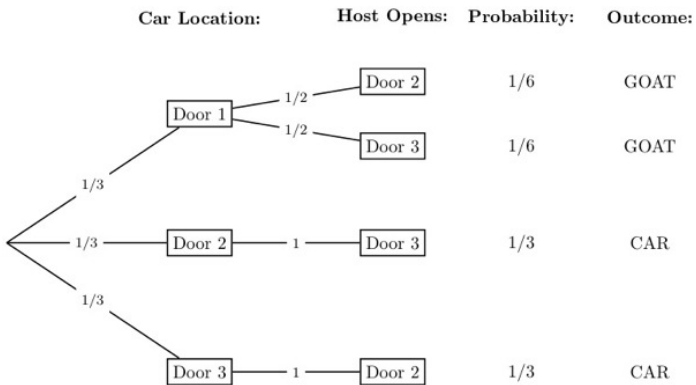 Car Location: Host Opens: Probability: Outcome:
Door 2 1/6 GOAT
1/2
Door 1
1/2
Door 3 1/6 GOAT
1/3
1/3 Door 2 1 Door 3 1/3 CAR
1/3
Door 3 1 Door 2 1/3 CAR